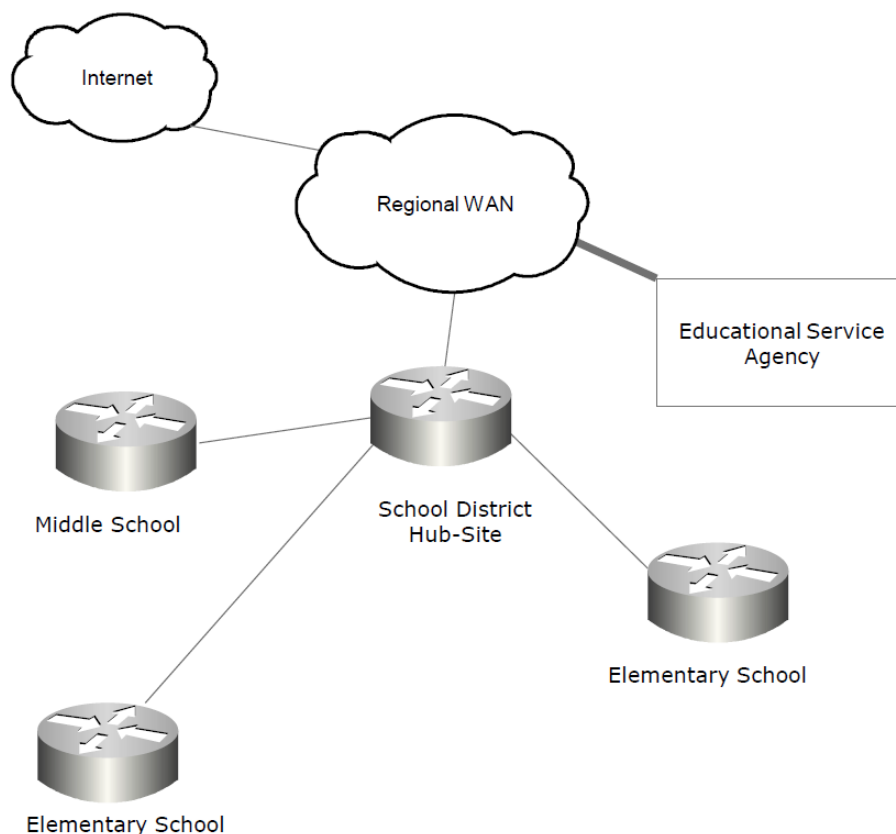 Internet
Regional WAN
Educational Service
Agency
School District
Hub-Site
Middle School
Elementary School
Elementary School